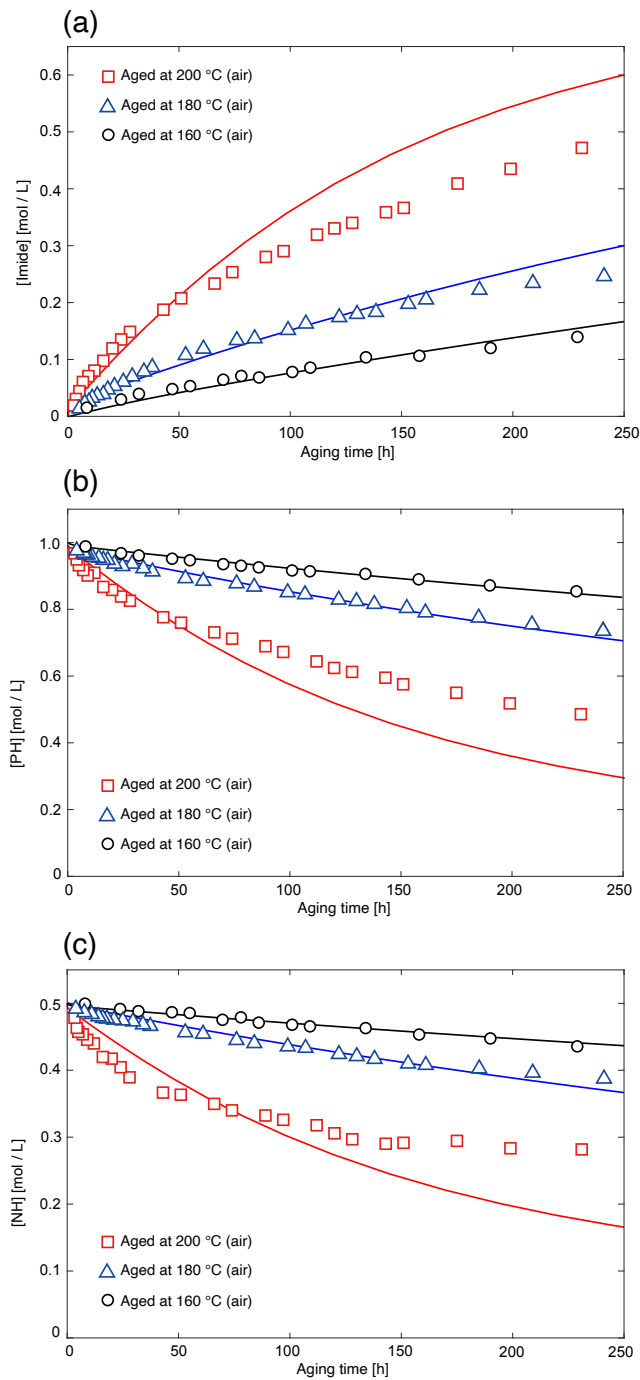 (a)
0.6
0.5
0.4
0.3
0.2
0.1
0
[Imide] [mol / L]
Aged at 200 °C (air)
Aged at 180 °C (air)
Aged at 160 °C (air)
0 50 100 150 200 250
Aging time [h]
(b)
1.0
0.8
0.6
0.4
0.2
0
[PH] [mol / L]
Aged at 200 °C (air)
Aged at 180 °C (air)
Aged at 160 °C (air)
0 50 100 150 200 250
Aging time [h]
(c)
0.5
0.4
0.3
0.2
0.1
0
[NH] [mol / L]
Aged at 200 °C (air)
Aged at 180 °C (air)
Aged at 160 °C (air)
0 50 100 150 200 250
Aging time [h]